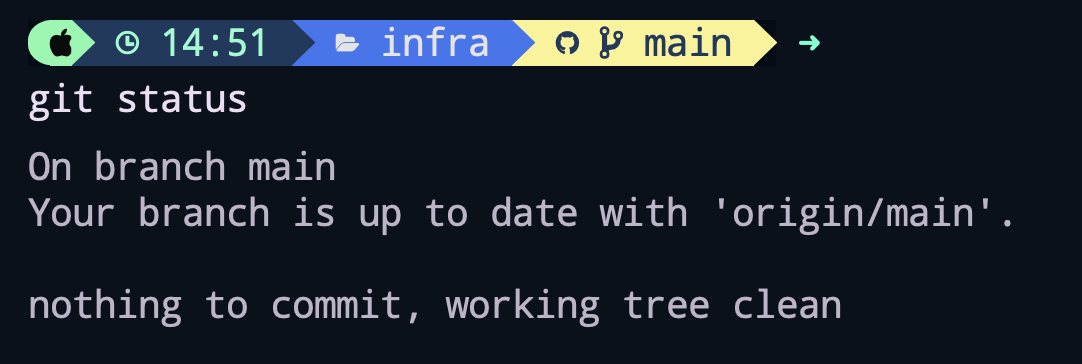 14:51 infra main ➜
git status
On branch main
Your branch is up to date with 'origin/main'.
nothing to commit, working tree clean